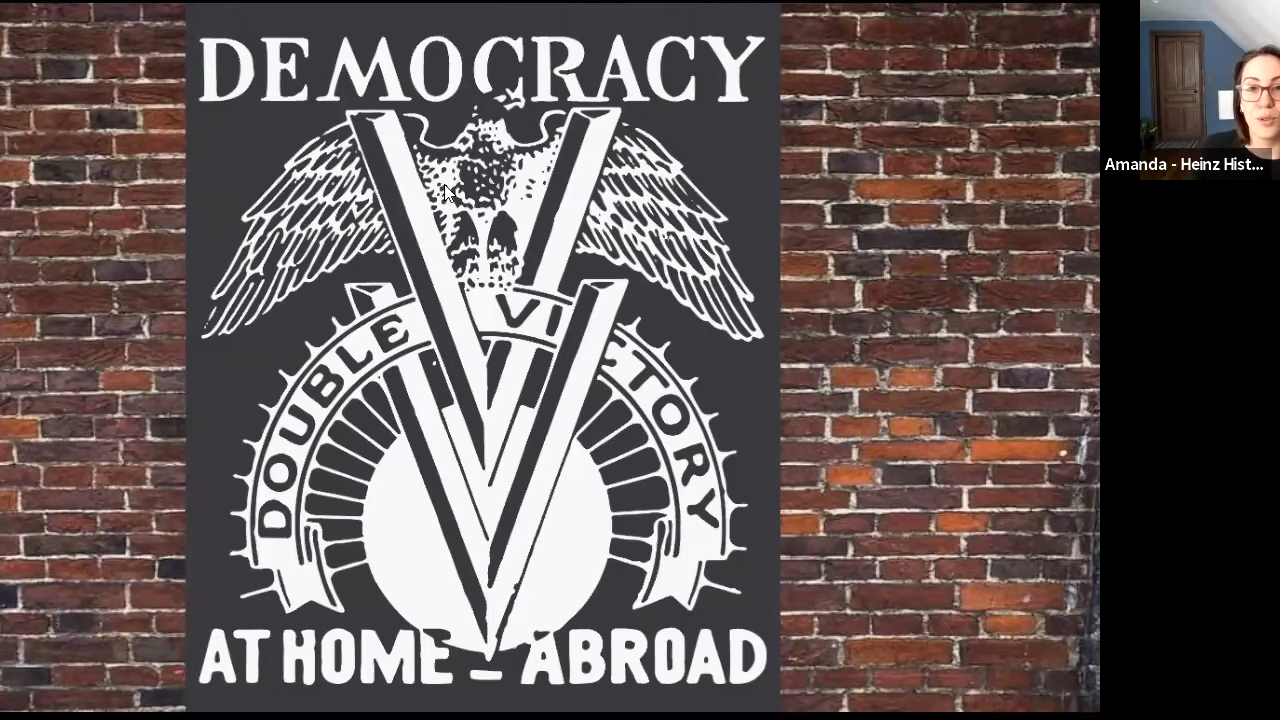 DEMOCRACY
DOUBLE VICTORY
AT HOME – ABROAD
Amanda - Heinz Hist...